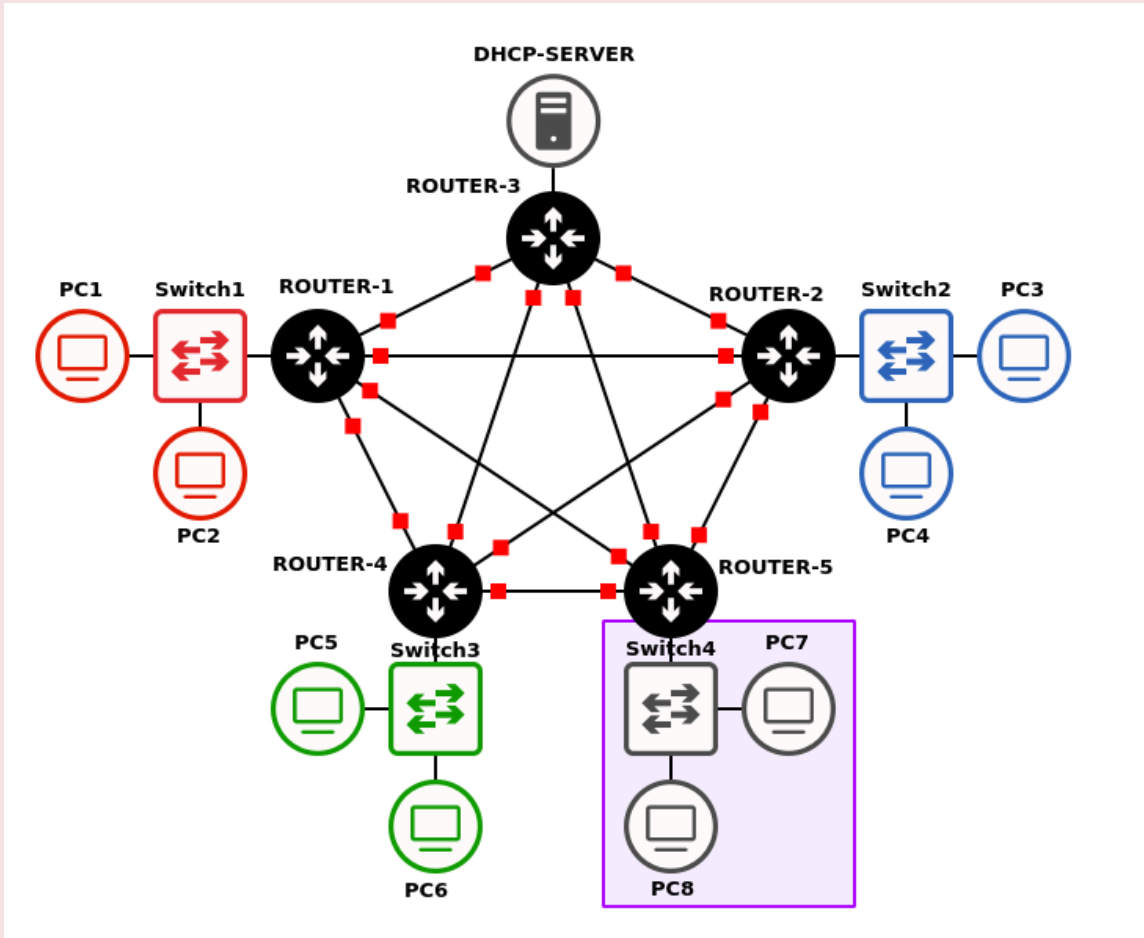 DHCP-SERVER
ROUTER-3
PC1
Switch1
ROUTER-1
ROUTER-2
Switch2
PC3
PC2
PC4
ROUTER-4
ROUTER-5
PC5
Switch3
Switch4
PC7
PC6
PC8